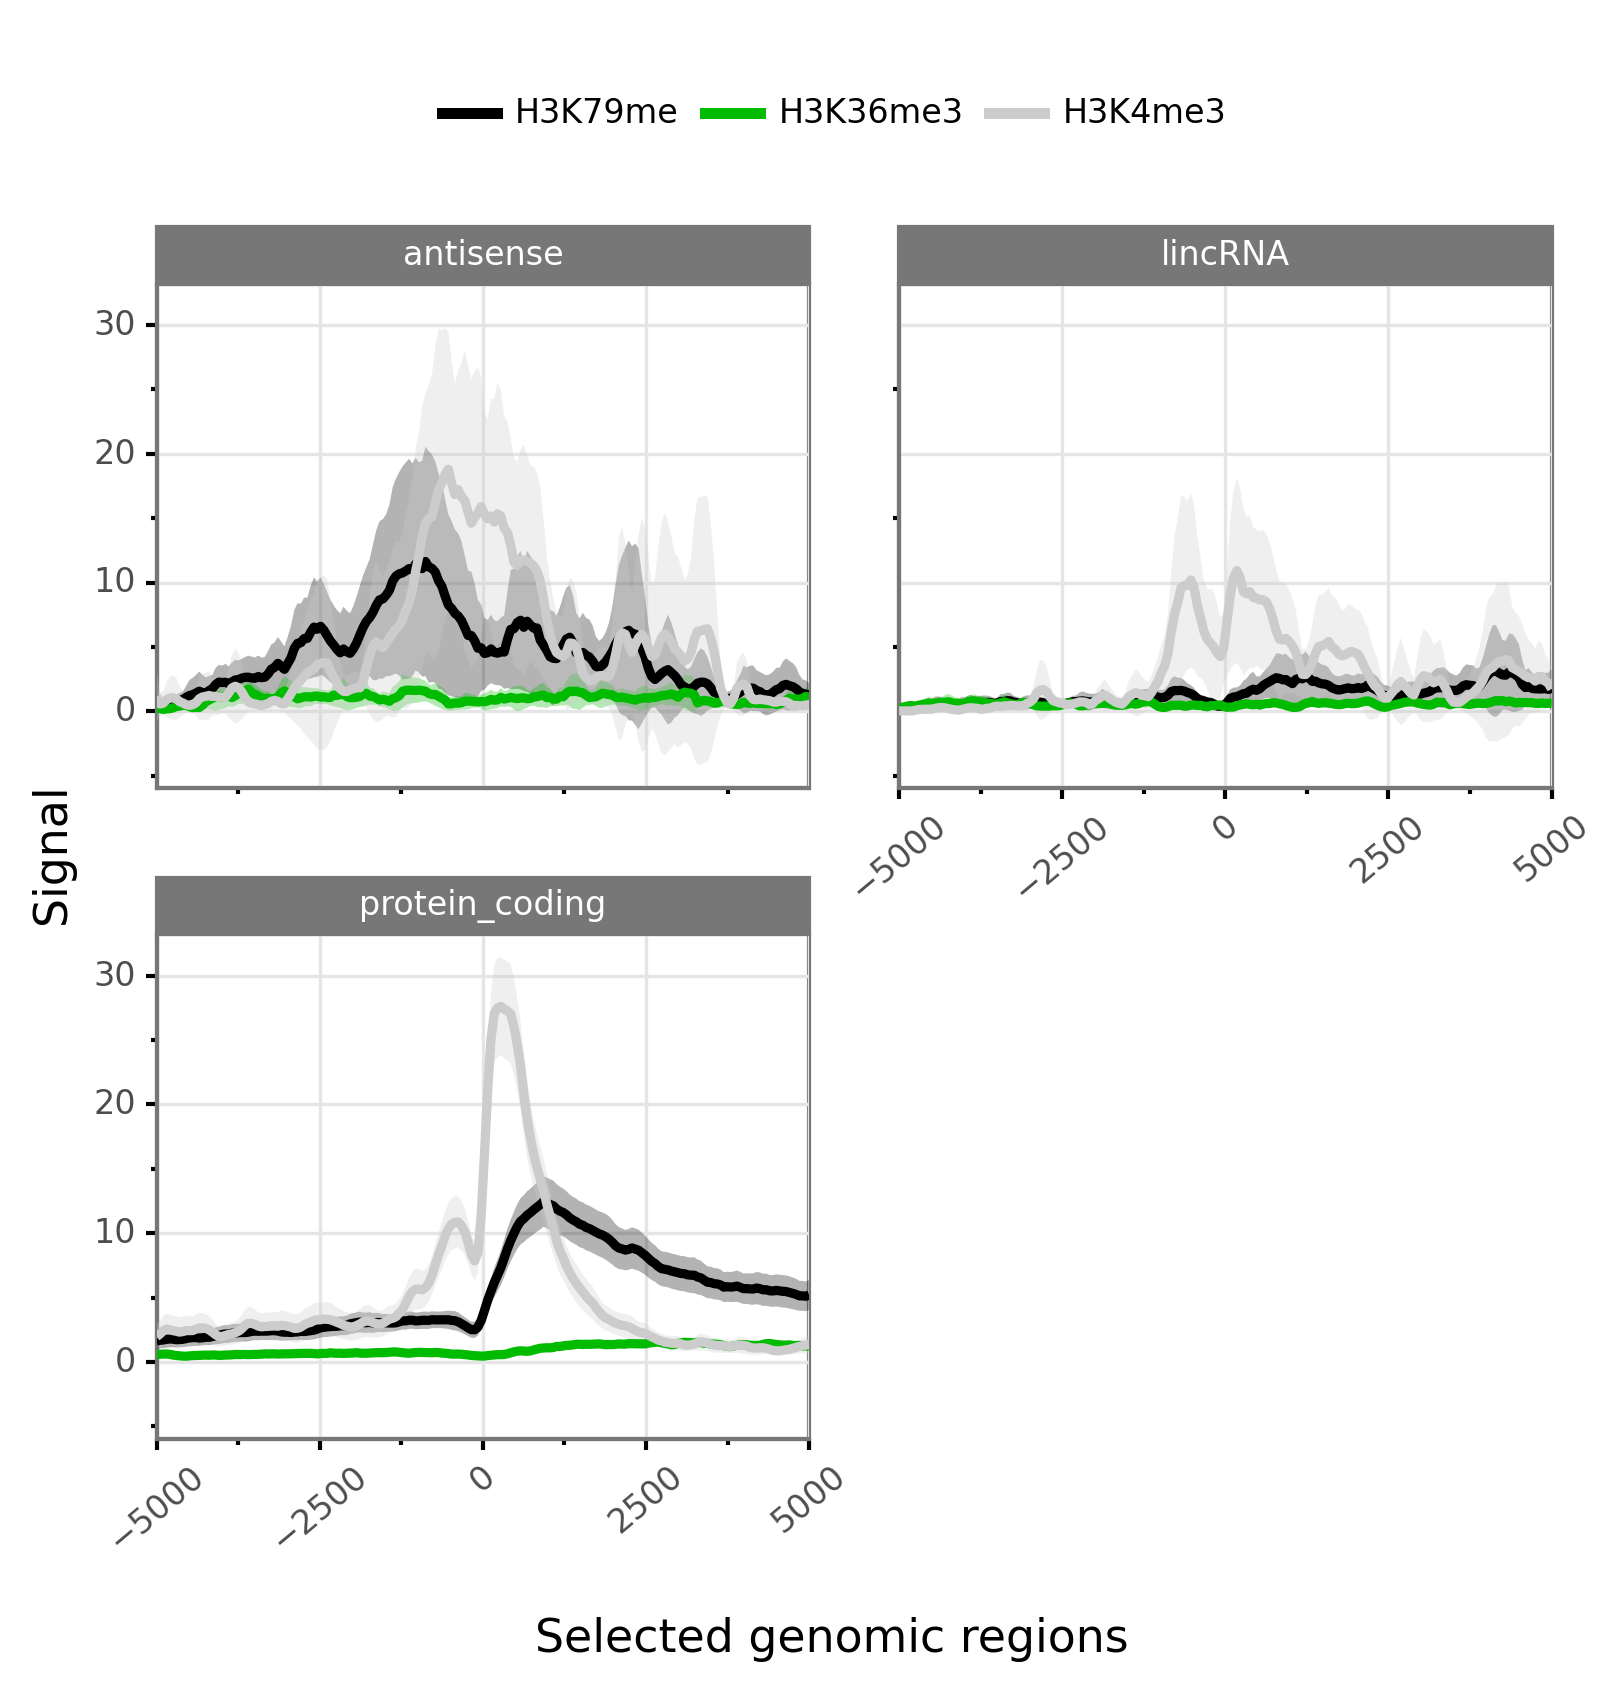 H3K79me H3K36me3 H3K4me3
antisense lincRNA
30
20
10
0
−5000 −2500 0 2500 5000
Signal
protein_coding
30
20
10
0
−5000 −2500 0 2500 5000
Selected genomic regions